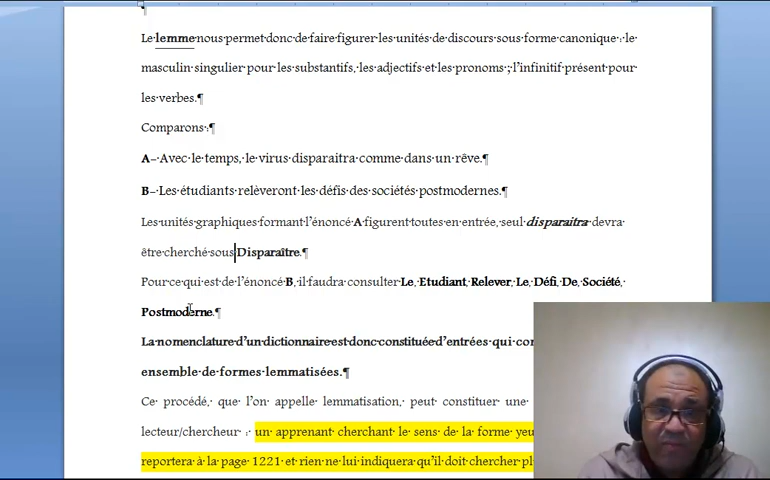 Le lemme nous permet donc de faire figurer les unités de discours sous forme canonique : le
masculin singulier pour les substantifs, les adjectifs et les pronoms ; l'infinitif présent pour
les verbes.¶
Comparons :¶
A- Avec le temps, le virus disparaitra comme dans un rêve.¶
B- Les étudiants relèveront les défis des sociétés postmodernes.¶
Les unités graphiques formant l'énoncé A figurent toutes en entrée, seul disparaitra devra
être cherché sous Disparaître.¶
Pour ce qui est de l'énoncé B, il faudra consulter Le, Etudiant, Relever, Le, Défi, De, Société,
Postmoderne.¶
La nomenclature d'un dictionnaire est donc constituée d'entrées qui
ensemble de formes lemmatisées.¶
Ce procédé, que l'on appelle lemmatisation, peut constituer une
lecteur/chercheur : un apprenant cherchant le sens de la forme
reportera à la page 1221 et rien ne lui indiquera qu'il doit chercher